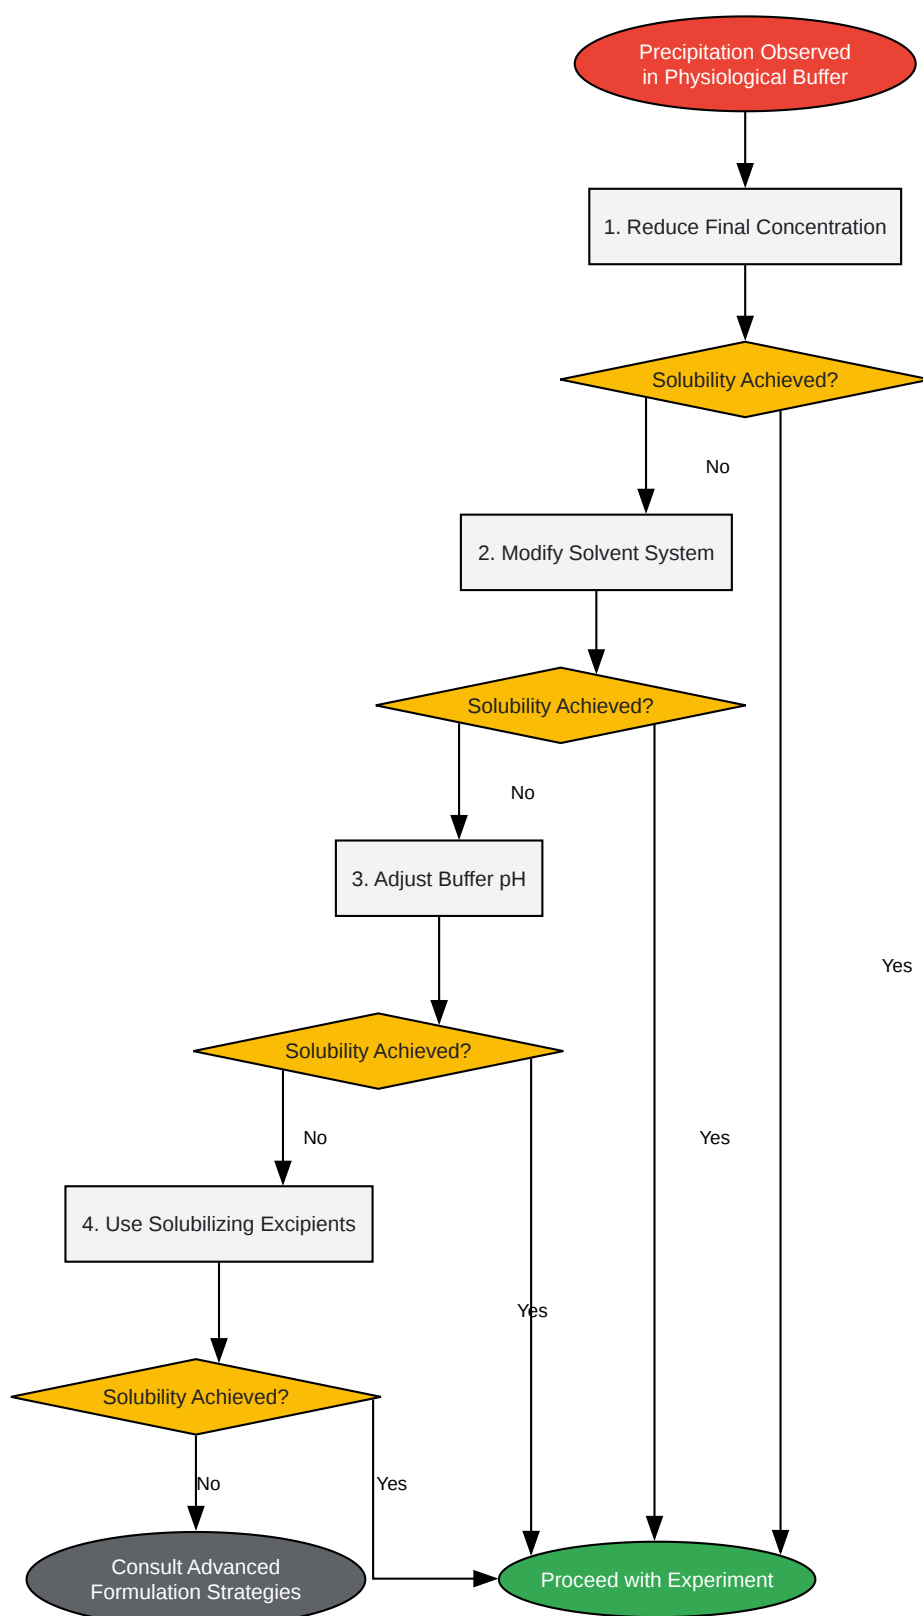 Precipitation Observed
in Physiological Buffer
1. Reduce Final Concentration
Solubility Achieved?
No
2. Modify Solvent System
Solubility Achieved?
No
3. Adjust Buffer pH
Yes
Solubility Achieved?
No
Yes
4. Use Solubilizing Excipients
Yes
Solubility Achieved?
No
Yes
Consult Advanced
Formulation Strategies
Proceed with Experiment